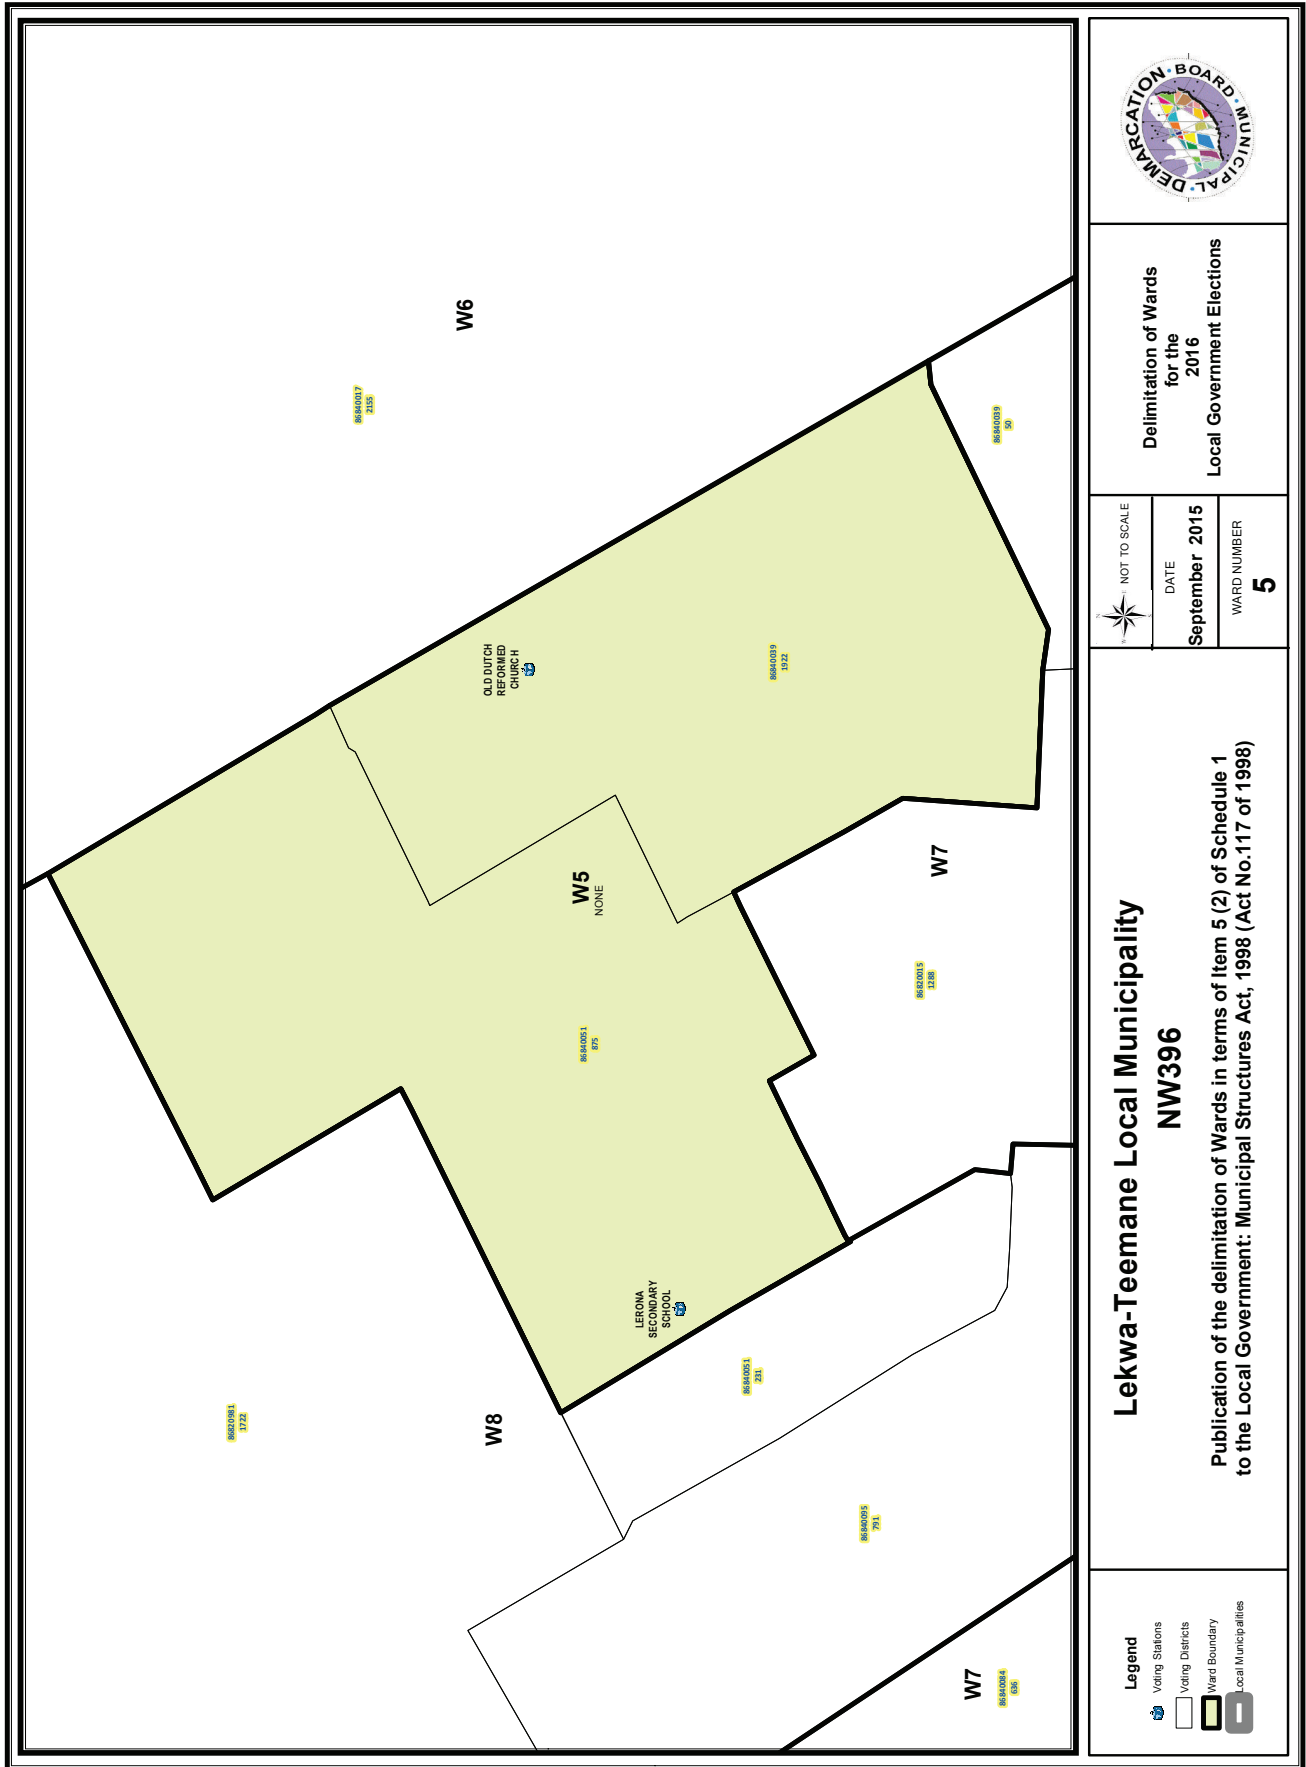 W8
86820981
1722
LERONA
SECONDARY
SCHOOL
86840051
231
86840095
791
W7
86840084
636
86840051
875
W5
NONE
86820015
1288
W7
OLD DUTCH
REFORMED
CHURCH
86840039
1922
W6
86840017
2155
86840039
50
Legend
Voting Stations
Voting Districts
Ward Boundary
Local Municipalities
Lekwa-Teemane Local Municipality
NW396
Publication of the delimitation of Wards in terms of Item 5 (2) of Schedule 1
to the Local Government: Municipal Structures Act, 1998 (Act No.117 of 1998)
NOT TO SCALE
DATE
September 2015
WARD NUMBER
5
Delimitation of Wards
for the
2016
Local Government Elections
MUNICIPAL · DEMARCATION · BOARD ·